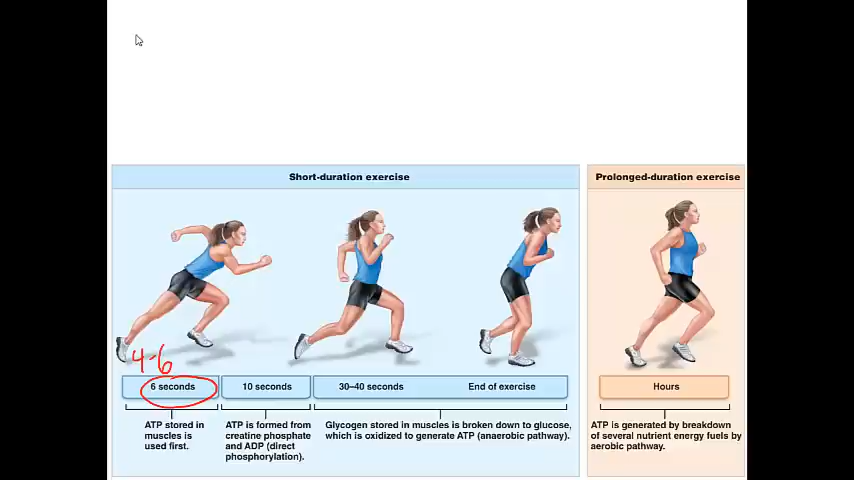 Short-duration exercise
Prolonged-duration exercise
4-6
6 seconds
10 seconds
30–40 seconds
End of exercise
Hours
ATP stored in
muscles is
used first.
ATP is formed from
creatine phosphate
and ADP (direct
phosphorylation).
Glycogen stored in muscles is broken down to glucose,
which is oxidized to generate ATP (anaerobic pathway).
ATP is generated by breakdown
of several nutrient energy fuels by
aerobic pathway.